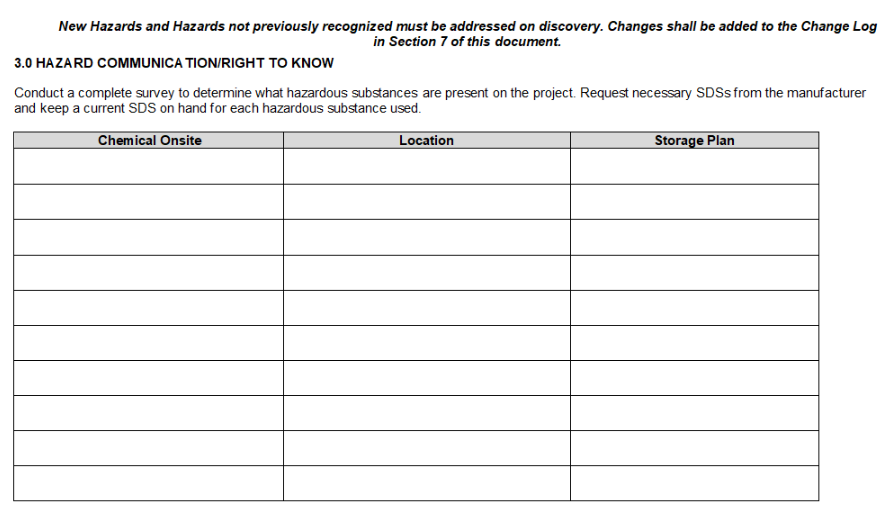 New Hazards and Hazards not previously recognized must be addressed on discovery. Changes shall be added to the Change Log
in Section 7 of this document.
3.0 HAZARD COMMUNICATION/RIGHT TO KNOW
Conduct a complete survey to determine what hazardous substances are present on the project. Request necessary SDSs from the manufacturer
and keep a current SDS on hand for each hazardous substance used.
Chemical Onsite Location Storage Plan